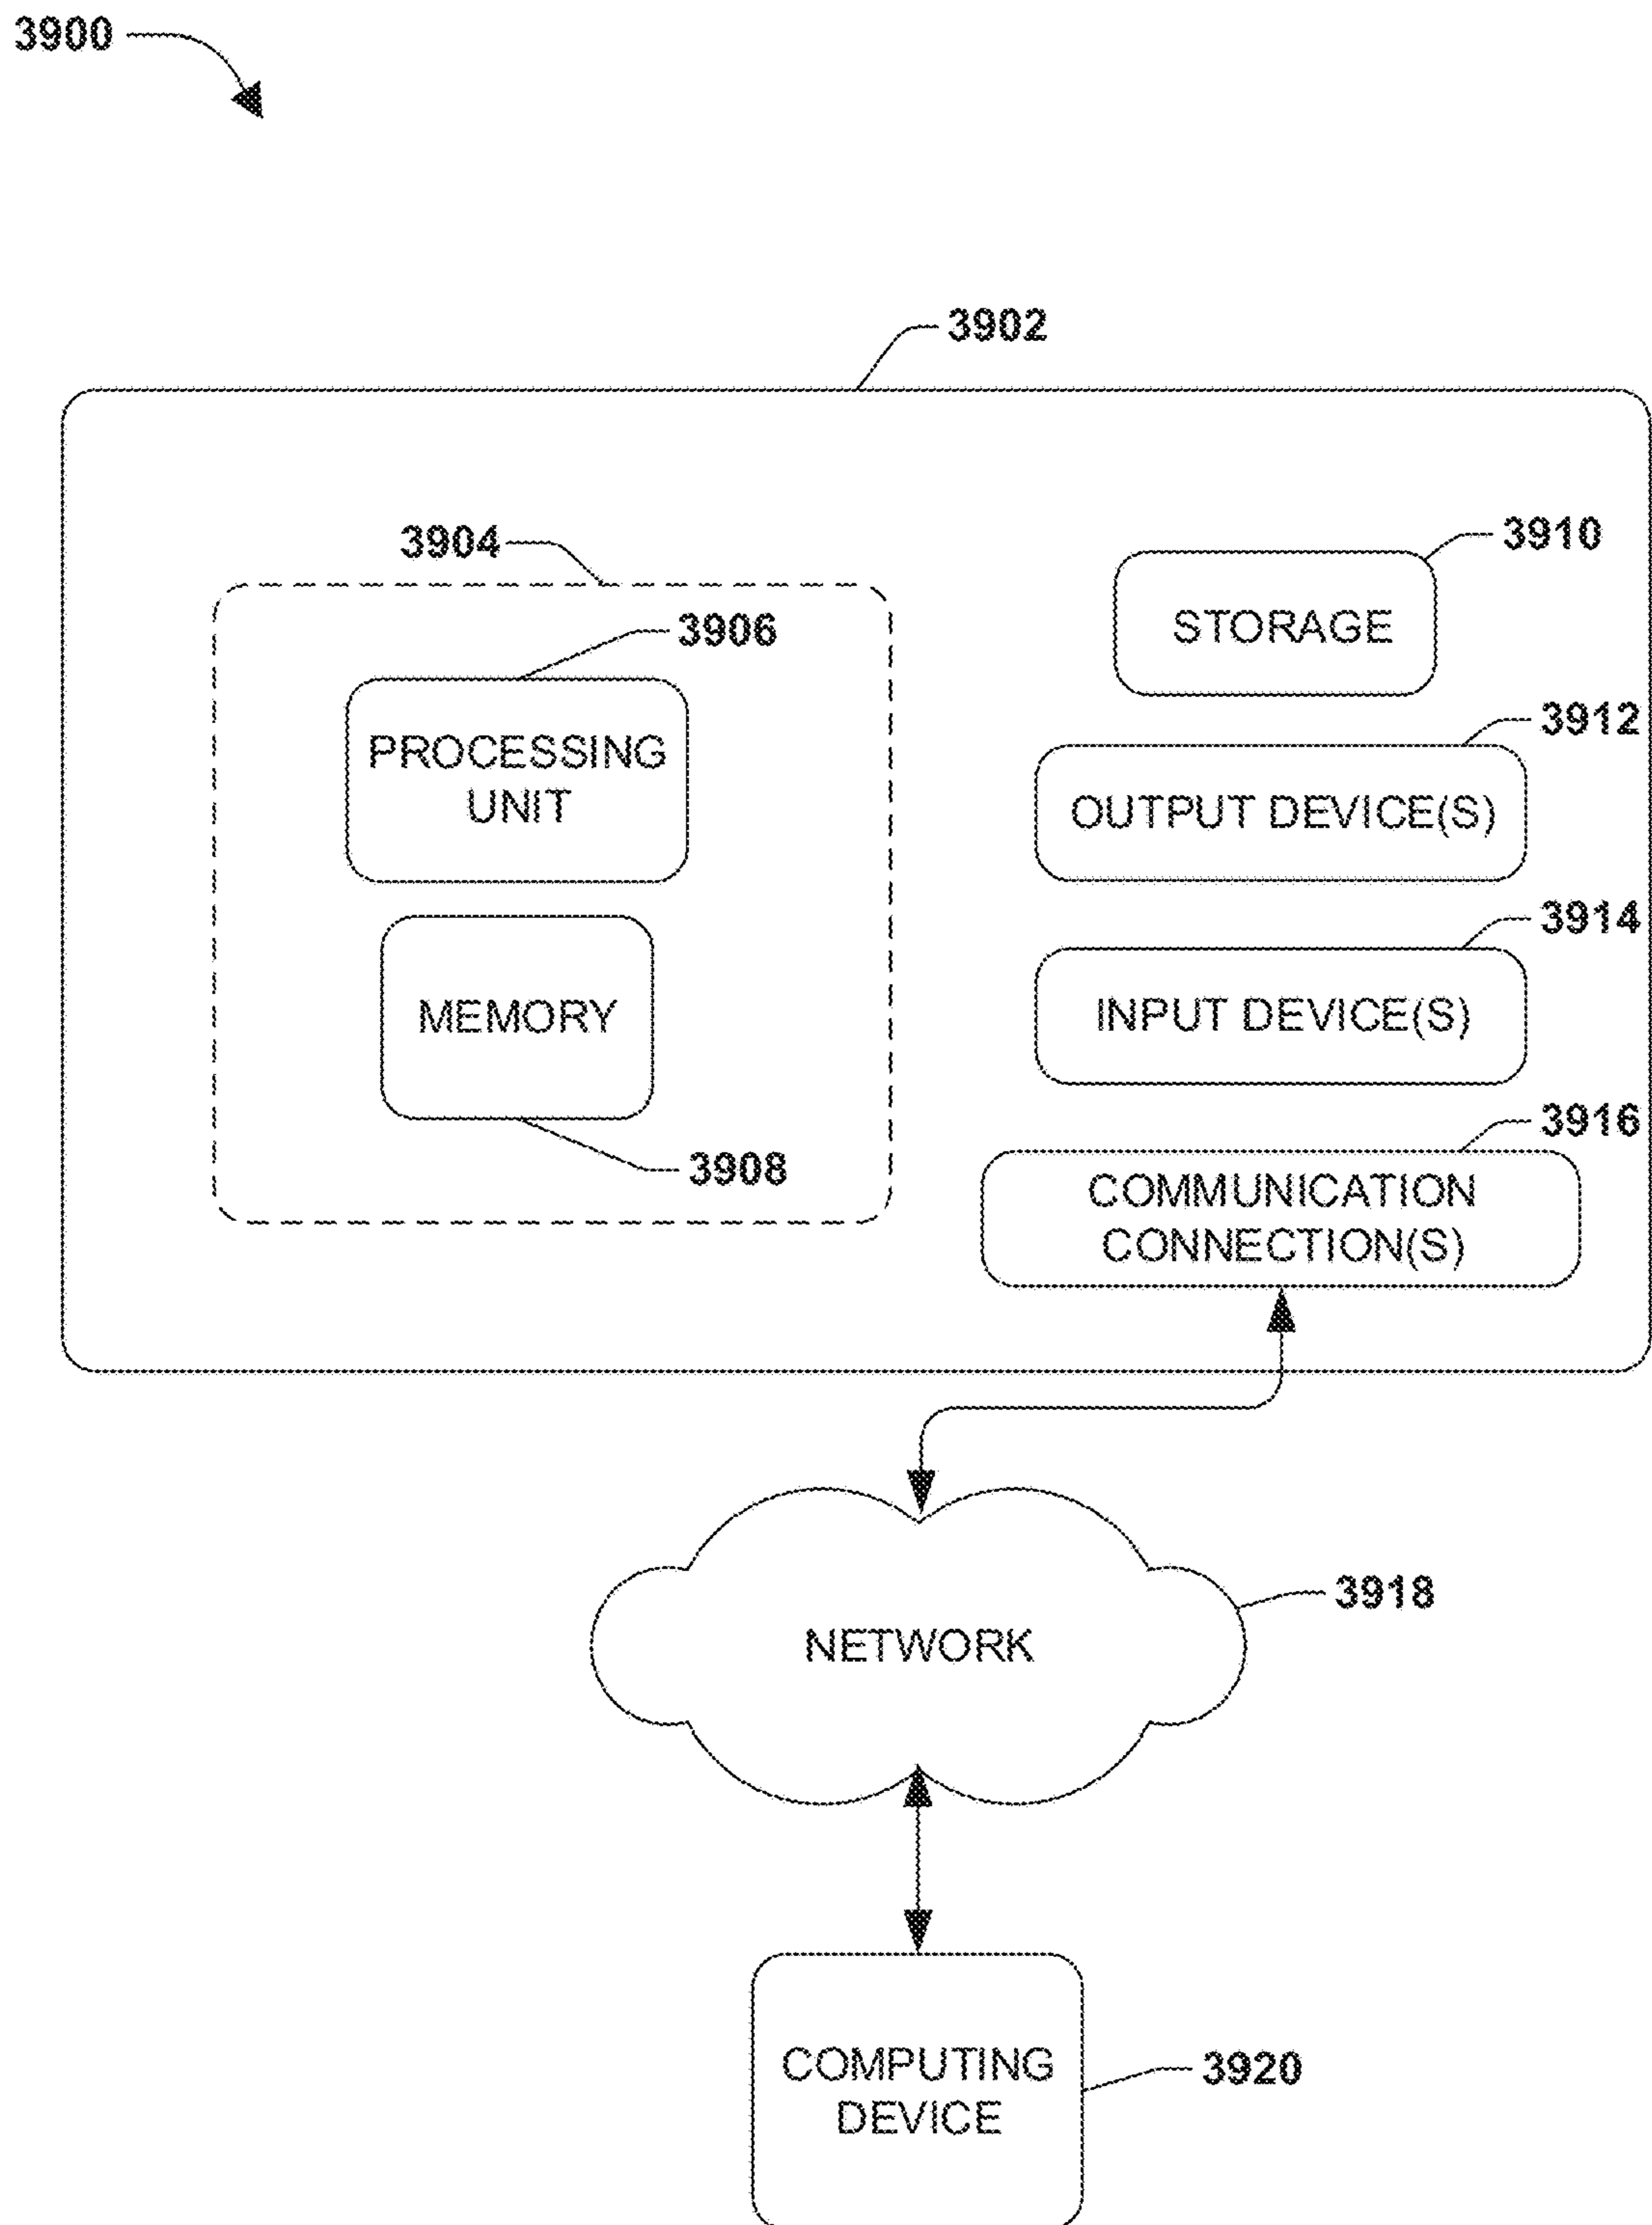 3900
3902
3904
3910
STORAGE
3906
PROCESSING
UNIT
3912
OUTPUT DEVICE(S)
3914
MEMORY
INPUT DEVICE(S)
3908
3916
COMMUNICATION
CONNECTION(S)
3918
NETWORK
COMPUTING
DEVICE
3920